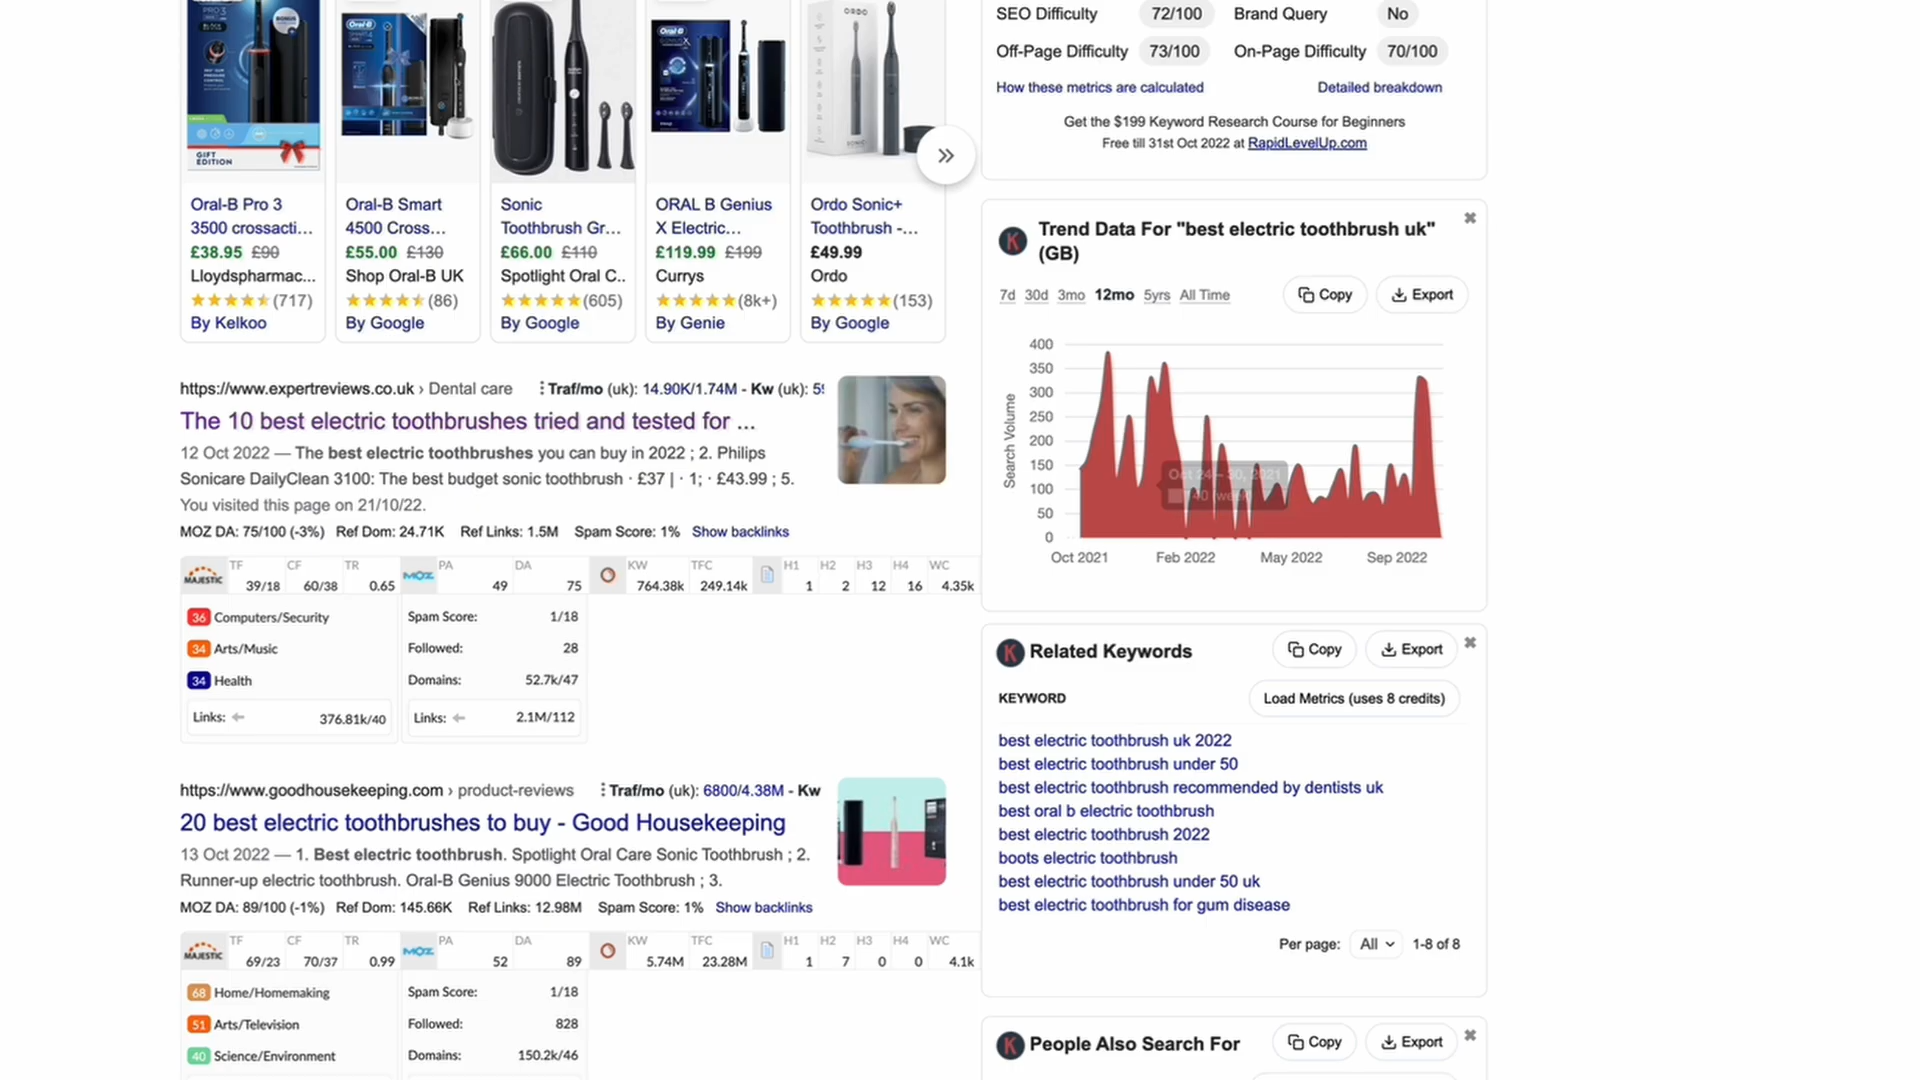 PRO 3
GIFT
EDITION
Oral-B
Oral-B
ORDO
SONIC+
Oral-B Pro 3
3500 crossacti...
£38.95 £90
Lloydspharmac...
(717)
By Kelkoo
Oral-B Smart
4500 Cross...
£55.00 £130
Shop Oral-B UK
(86)
By Google
Sonic
Toothbrush Gr...
£66.00 £110
Spotlight Oral C..
(605)
By Google
ORAL B Genius
X Electric...
£119.99 £199
Currys
(8k+)
By Genie
Ordo Sonic+
Toothbrush -...
£49.99
Ordo
(153)
By Google
https://www.expertreviews.co.uk › Dental care
Traf/mo (uk): 14.90K/1.74M - Kw (uk):
The 10 best electric toothbrushes tried and tested for ...
12 Oct 2022 — The best electric toothbrushes you can buy in 2022 ; 2. Philips
Sonicare DailyClean 3100: The best budget sonic toothbrush · £37 | · 1; · £43.99 ; 5.
You visited this page on 21/10/22.
MOZ DA: 75/100 (-3%) Ref Dom: 24.71K Ref Links: 1.5M Spam Score: 1% Show backlinks
MAJESTIC TF CF TR MOZ PA DA KW TFC H1 H2 H3 H4 WC
39/18 60/38 0.65 49 75 764.38k 249.14k 1 2 12 16 4.35k
36 Computers/Security
34 Arts/Music
34 Health
Links: 376.81k/40
Spam Score: 1/18
Followed: 28
Domains: 52.7k/47
Links: 2.1M/112
https://www.goodhousekeeping.com › product-reviews
Traf/mo (uk): 6800/4.38M - Kw
20 best electric toothbrushes to buy - Good Housekeeping
13 Oct 2022 — 1. Best electric toothbrush. Spotlight Oral Care Sonic Toothbrush ; 2.
Runner-up electric toothbrush. Oral-B Genius 9000 Electric Toothbrush ; 3.
MOZ DA: 89/100 (-1%) Ref Dom: 145.66K Ref Links: 12.98M Spam Score: 1% Show backlinks
MAJESTIC TF CF TR MOZ PA DA KW TFC H1 H2 H3 H4 WC
69/23 70/37 0.99 52 89 5.74M 23.28M 1 7 0 0 4.1k
68 Home/Homemaking
51 Arts/Television
40 Science/Environment
Spam Score: 1/18
Followed: 828
Domains: 150.2k/46
SEO Difficulty 72/100 Brand Query No
Off-Page Difficulty 73/100 On-Page Difficulty 70/100
How these metrics are calculated Detailed breakdown
Get the $199 Keyword Research Course for Beginners
Free till 31st Oct 2022 at RapidLevelUp.com
K Trend Data For "best electric toothbrush uk"
(GB)
7d 30d 3mo 12mo 5yrs All Time Copy Export
Search Volume
400
350
300
250
200
150
100
50
0
Oct 24 – 30, 2021
140 /week
Oct 2021 Feb 2022 May 2022 Sep 2022
K Related Keywords Copy Export
KEYWORD Load Metrics (uses 8 credits)
best electric toothbrush uk 2022
best electric toothbrush under 50
best electric toothbrush recommended by dentists uk
best oral b electric toothbrush
best electric toothbrush 2022
boots electric toothbrush
best electric toothbrush under 50 uk
best electric toothbrush for gum disease
Per page: All 1-8 of 8
K People Also Search For Copy Export